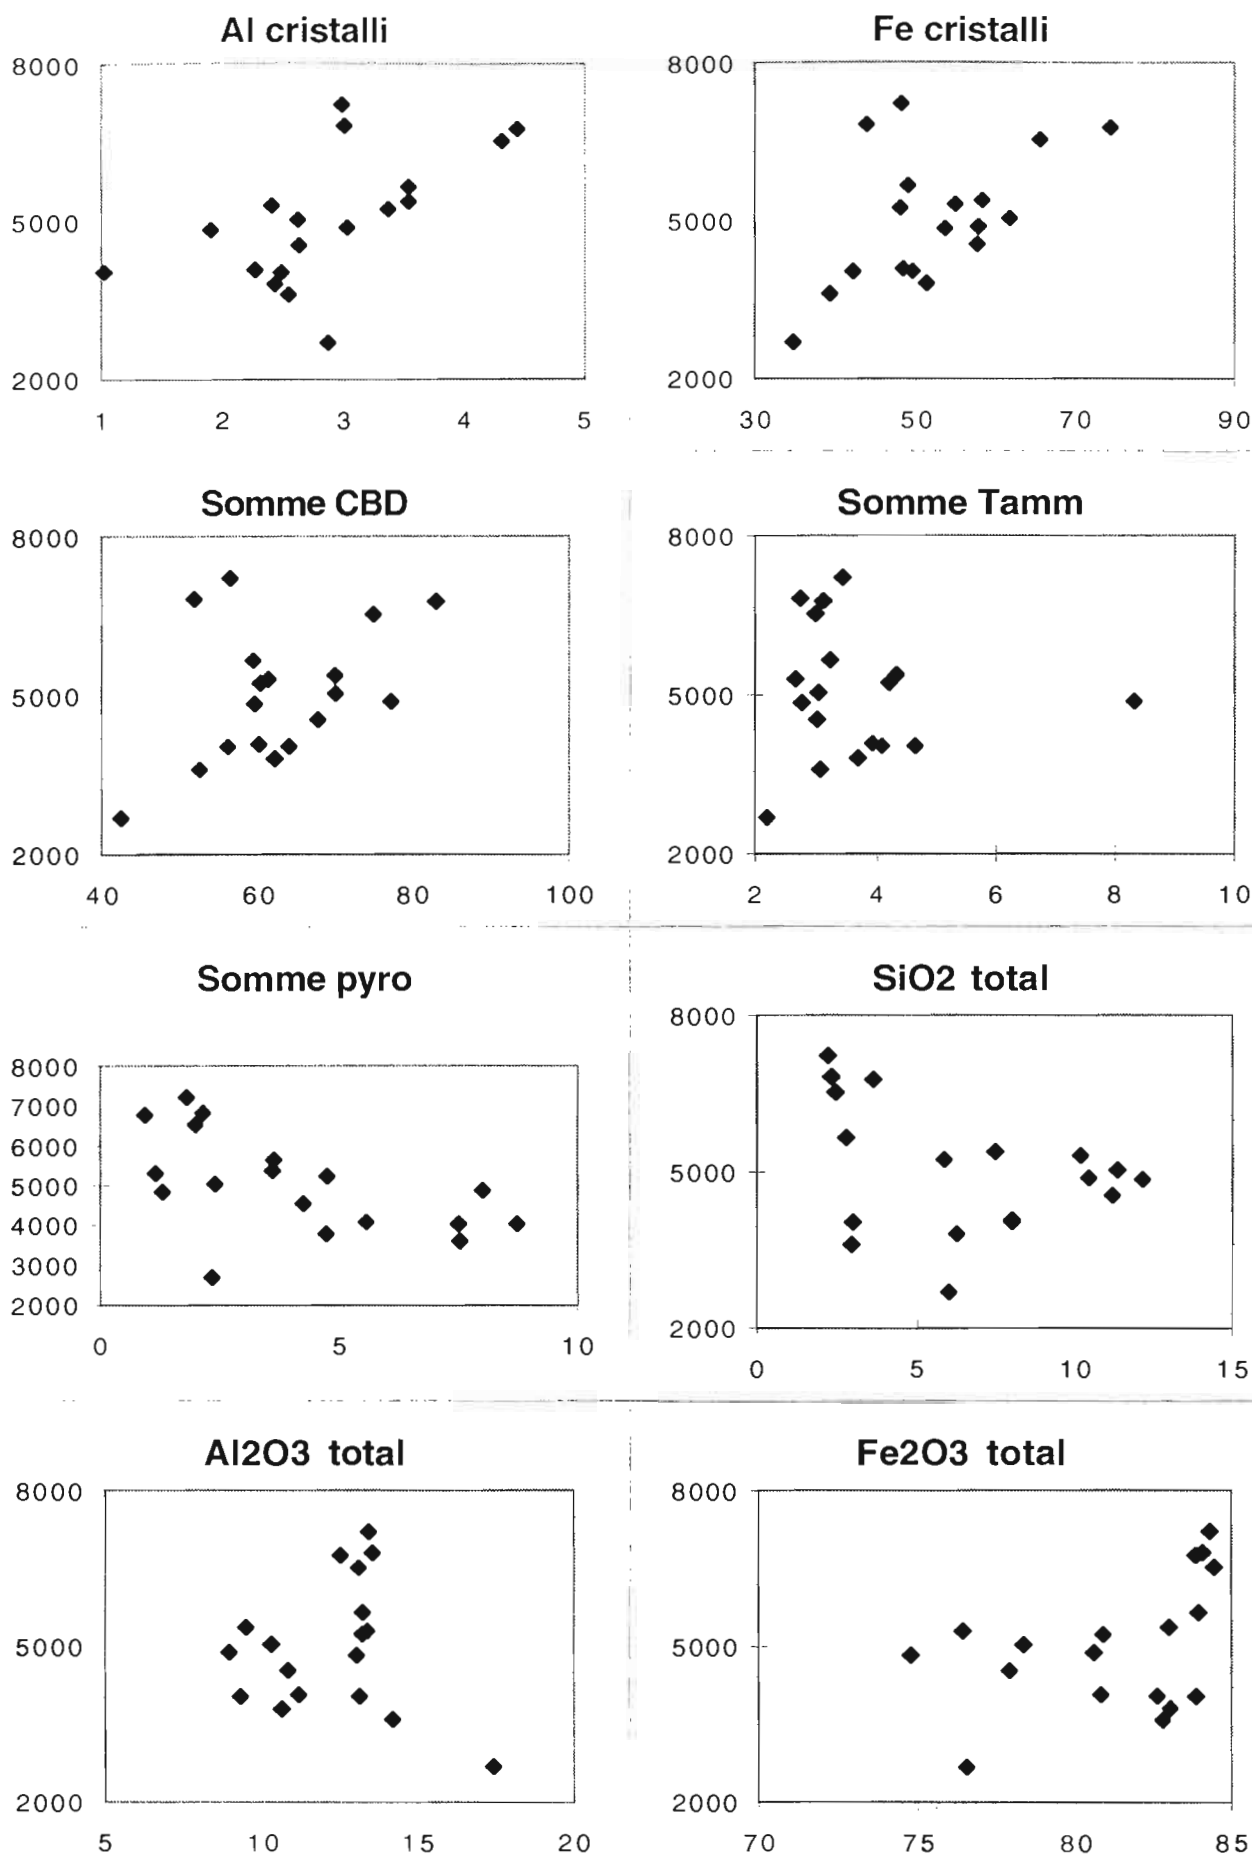 Al cristalli
8000
5000
2000
1 2 3 4 5
Fe cristalli
8000
5000
2000
30 50 70 90
Somme CBD
8000
5000
2000
40 60 80 100
Somme Tamm
8000
5000
2000
2 4 6 8 10
Somme pyro
8000
7000
6000
5000
4000
3000
2000
0 5 10
SiO2 total
8000
5000
2000
0 5 10 15
Al2O3 total
8000
5000
2000
5 10 15 20
Fe2O3 total
8000
5000
2000
70 75 80 85